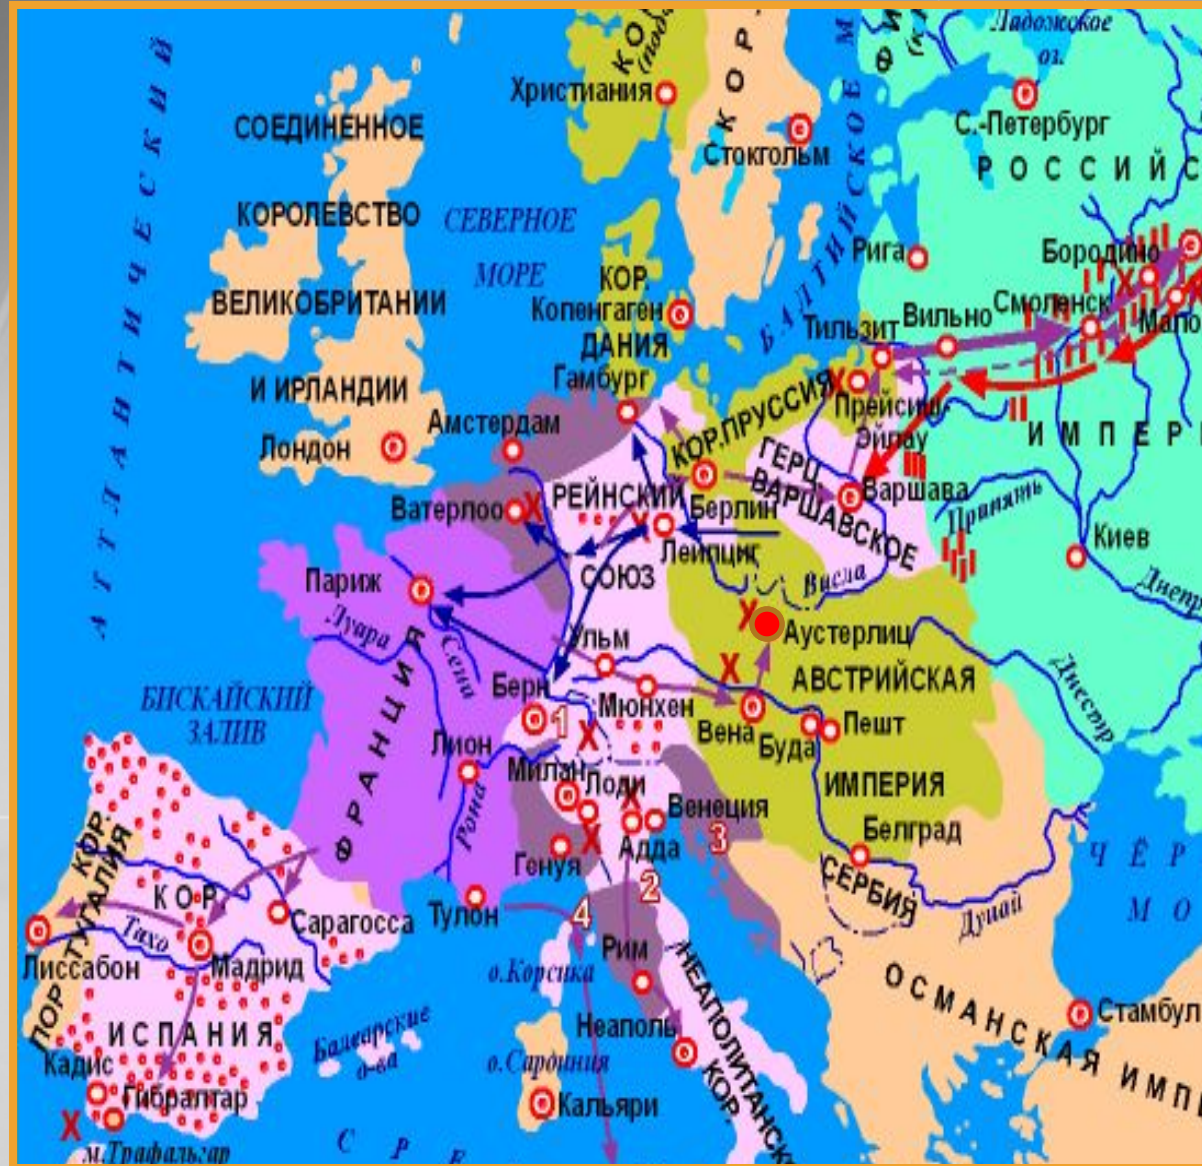 Ладожское
оз.
КОР.
Христиания
С.-Петербург
Стокгольм
СОЕДИНЕННОЕ
РОССИЙС
КОРОЛЕВСТВО
СЕВЕРНОЕ
МОРЕ
АТТЛАНТИЧЕСКИЙ
БАЛТИЙСКОЕ М
Рига
Бородино
КОР.
Копенгаген
ДАНИЯ
ВЕЛИКОБРИТАНИИ
Смоленск
Мало
Тильзит
Вильно
И ИРЛАНДИИ
Гамбург
КОР.ПРУССИЯ
Прейсиш-
Эйлау
ИМПЕР
Амстердам
Лондон
ГЕРЦ.
ВАРШАВСКОЕ
Варшава
Припять
Ватерлоо
РЕЙНСКИЙ
Берлин
Лейпциг
Киев
СОЮЗ
Висла
Днепр
Париж
Луара
Сена
Ульм
Аустерлиц
АВСТРИЙСКАЯ
Днестр
БИСКАЙСКИЙ
ЗАЛИВ
ФРАНЦИЯ
Берн
1
Мюнхен
Вена
Буда
Пешт
Лион
Милан
Лоди
ИМПЕРИЯ
Рона
Венеция
3
Белград
Генуя
Адда
2
ЧЁР
МО
КОР.
ПОРТУГАЛИЯ
КОР
Сарагосса
Тулон
4
СЕРБИЯ
Дунай
Тахо
Лиссабон
Мадрид
Рим
о.Корсика
НЕАПОЛИТАНСК
КОР.
ОСМАНСКАЯ ИМП
Стамбул
ИСПАНИЯ
Балеарские
о-ва
Неаполь
Кадис
Гибралтар
о.Сардиния
Кальяри
м.Трафальгар
С Р Е